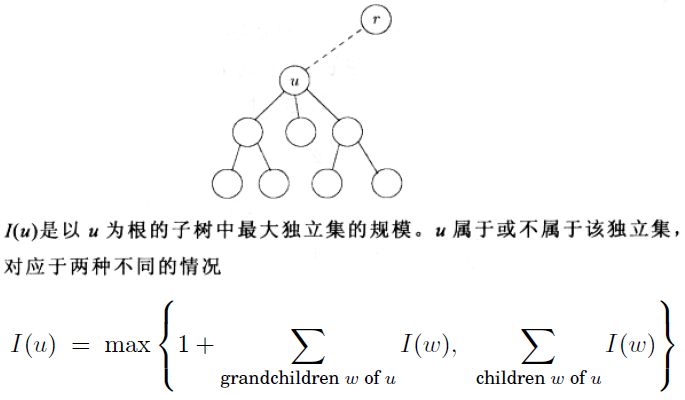 r
u
I(u)是以 u 为根的子树中最大独立集的规模。u 属于或不属于该独立集，
对应于两种不同的情况
I(u) = max { 1 + ∑_{grandchildren w of u} I(w), ∑_{children w of u} I(w) }